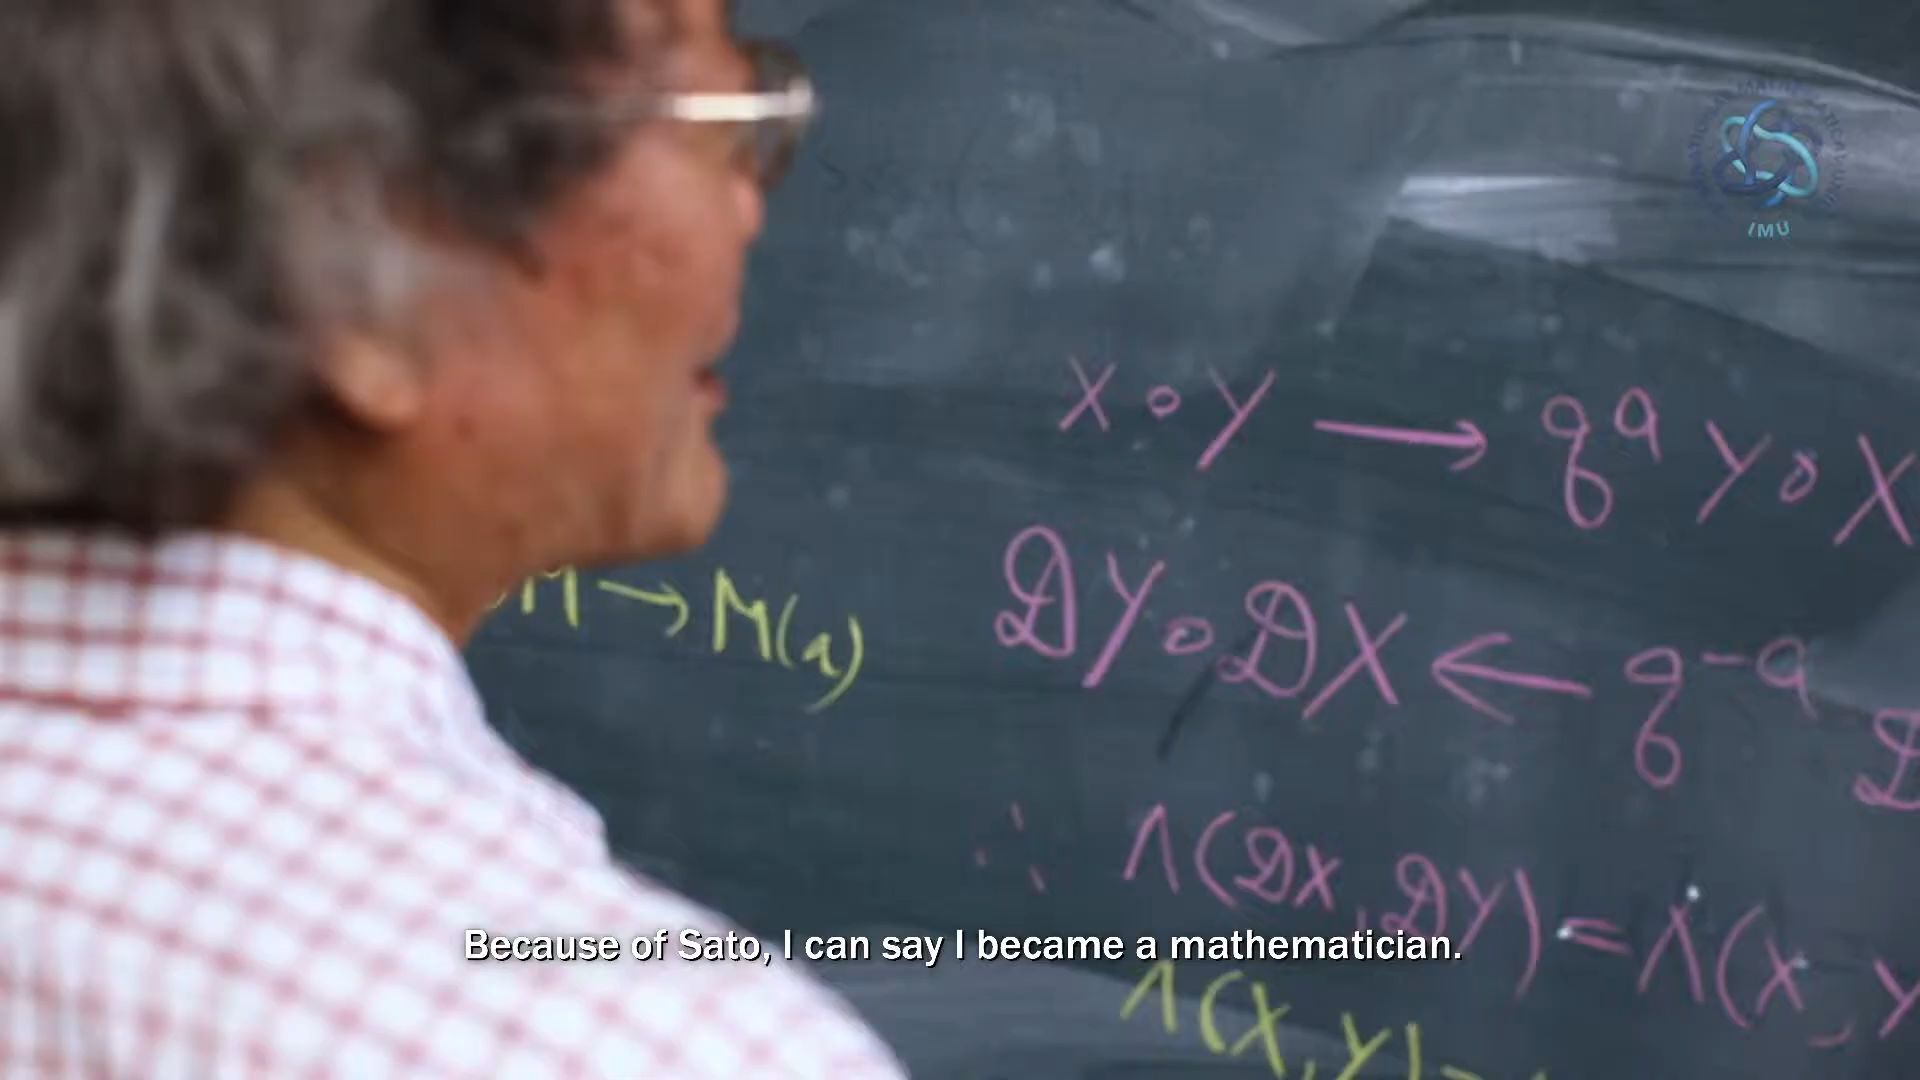 IMU
X ∘ Y → q^a Y ∘ X
M → M(a)
𝒟Y ∘ 𝒟X ← q^-a 𝒟
∴ Λ(𝒟X, 𝒟Y) = Λ(X, Y
Λ(X, Y) =
Because of Sato, I can say I became a mathematician.